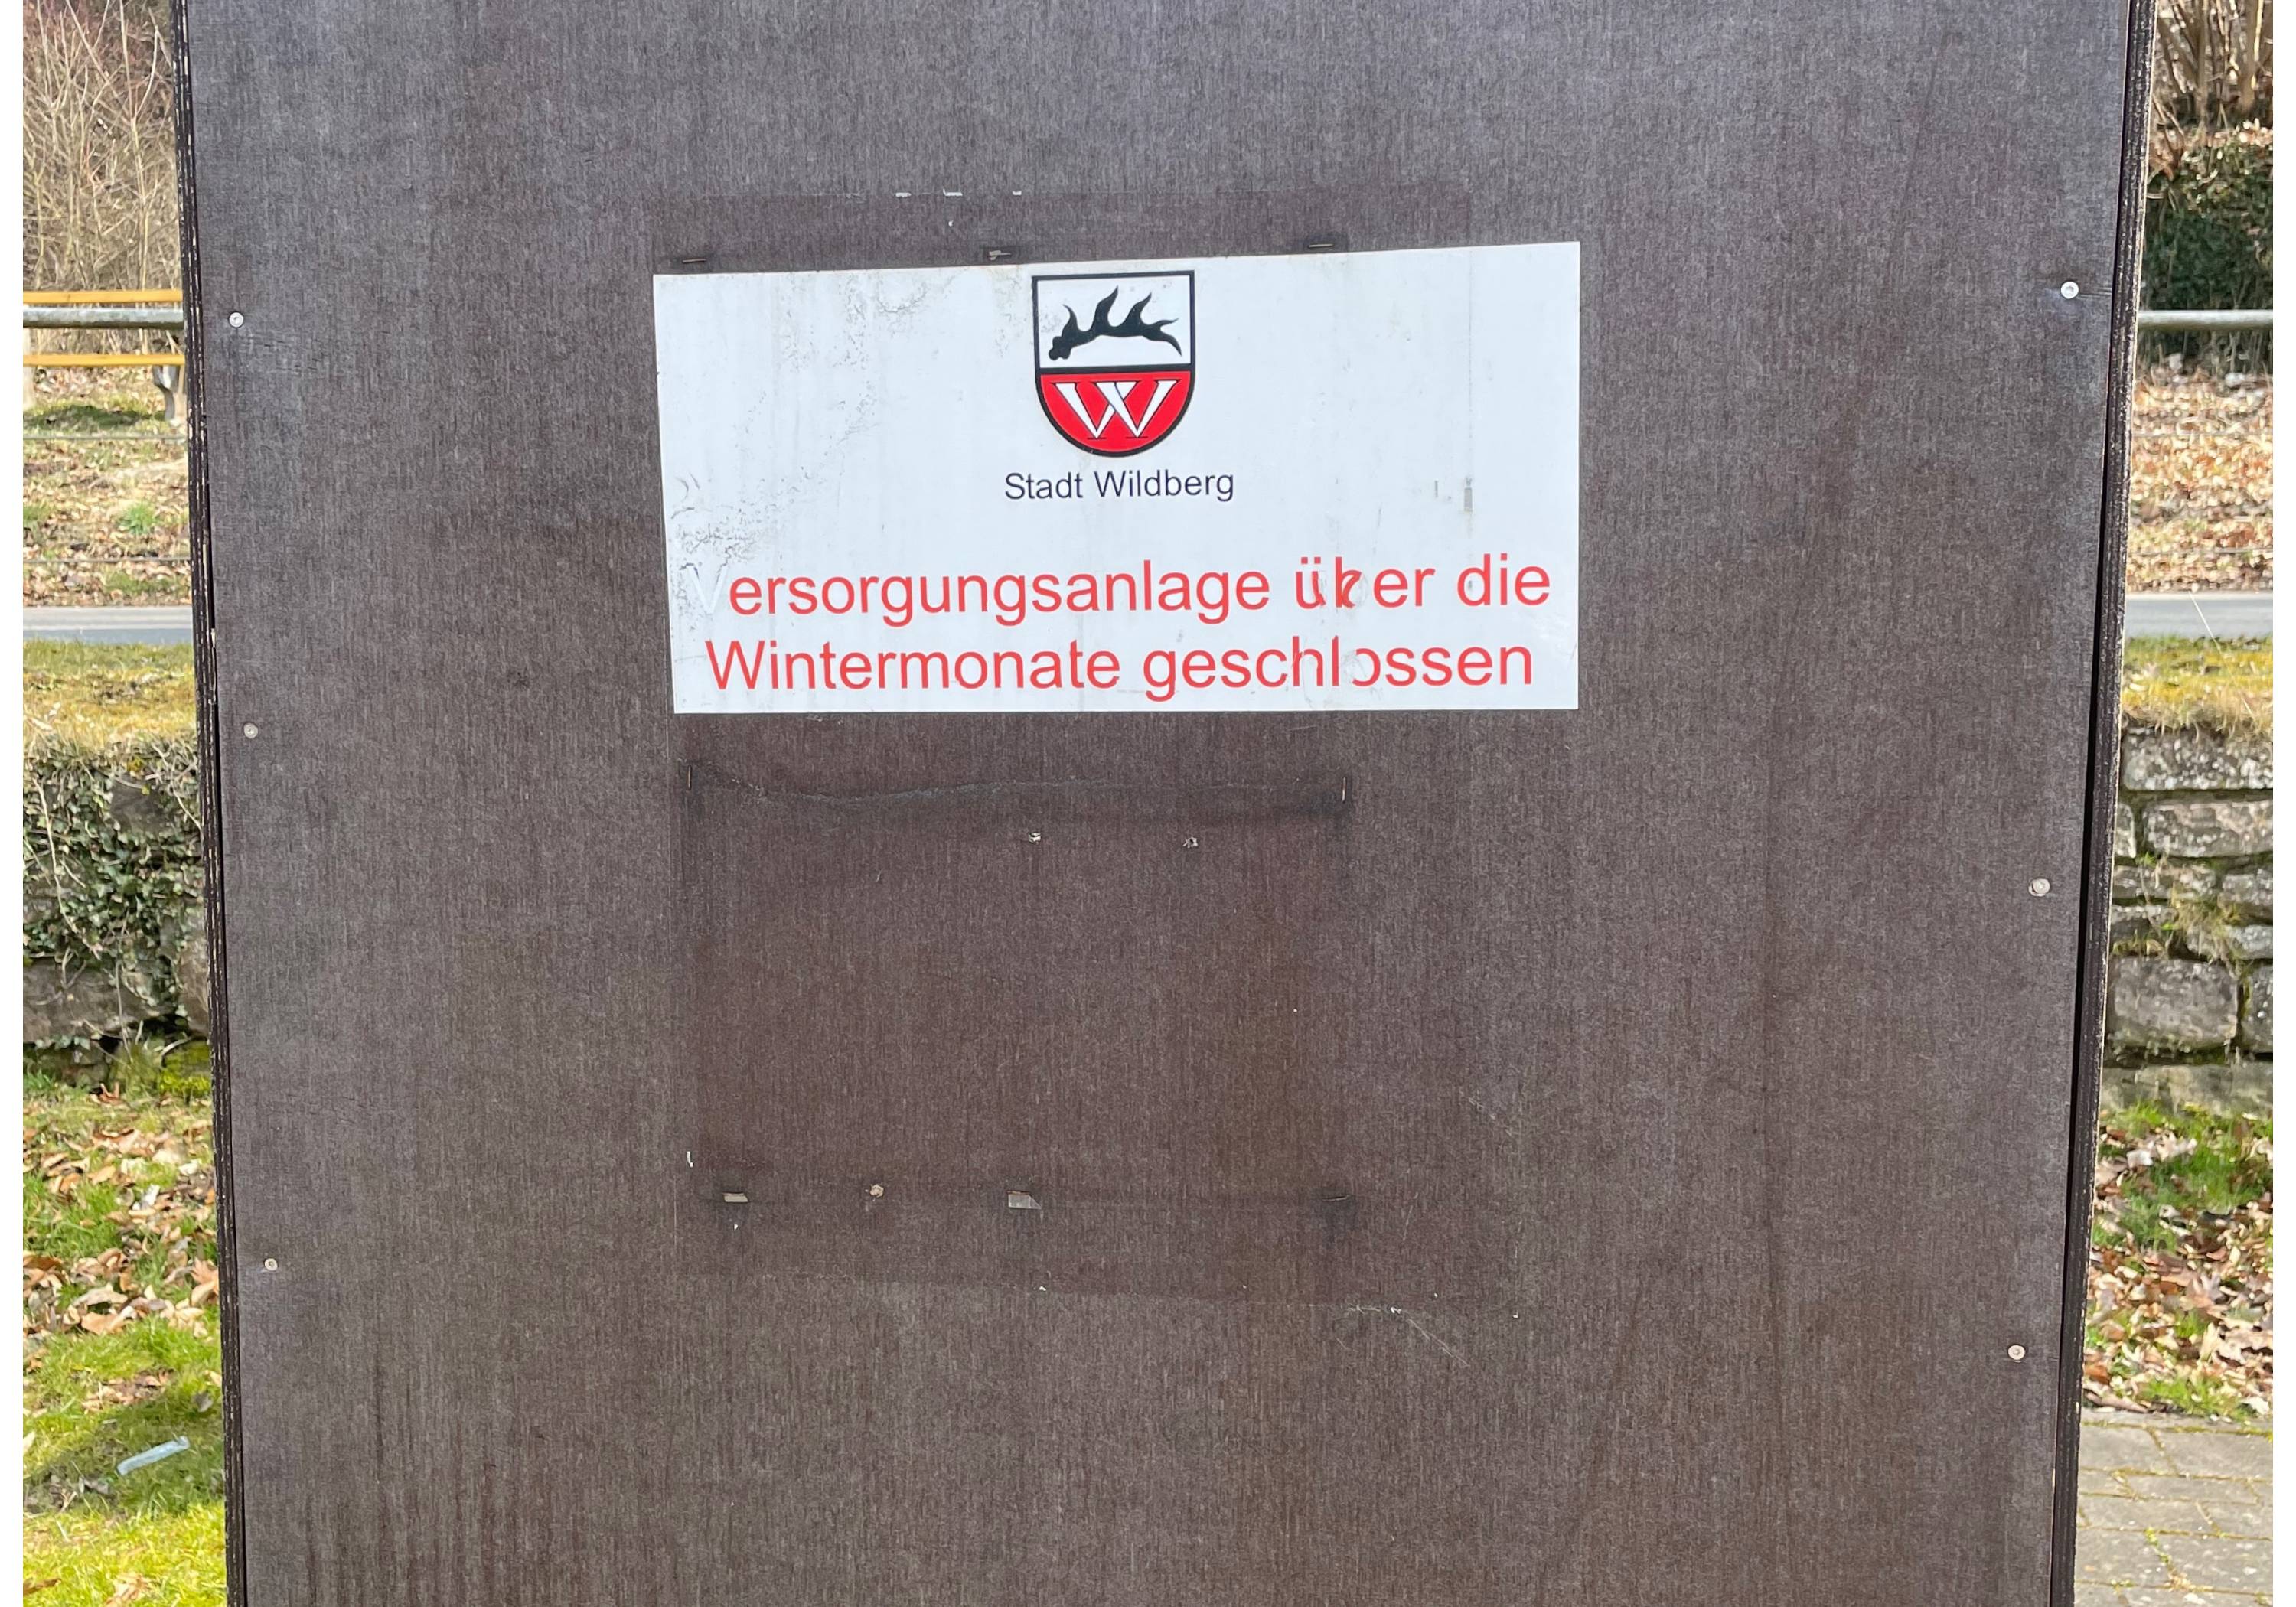 W
Stadt Wildberg
Versorgungsanlage über die
Wintermonate geschlossen